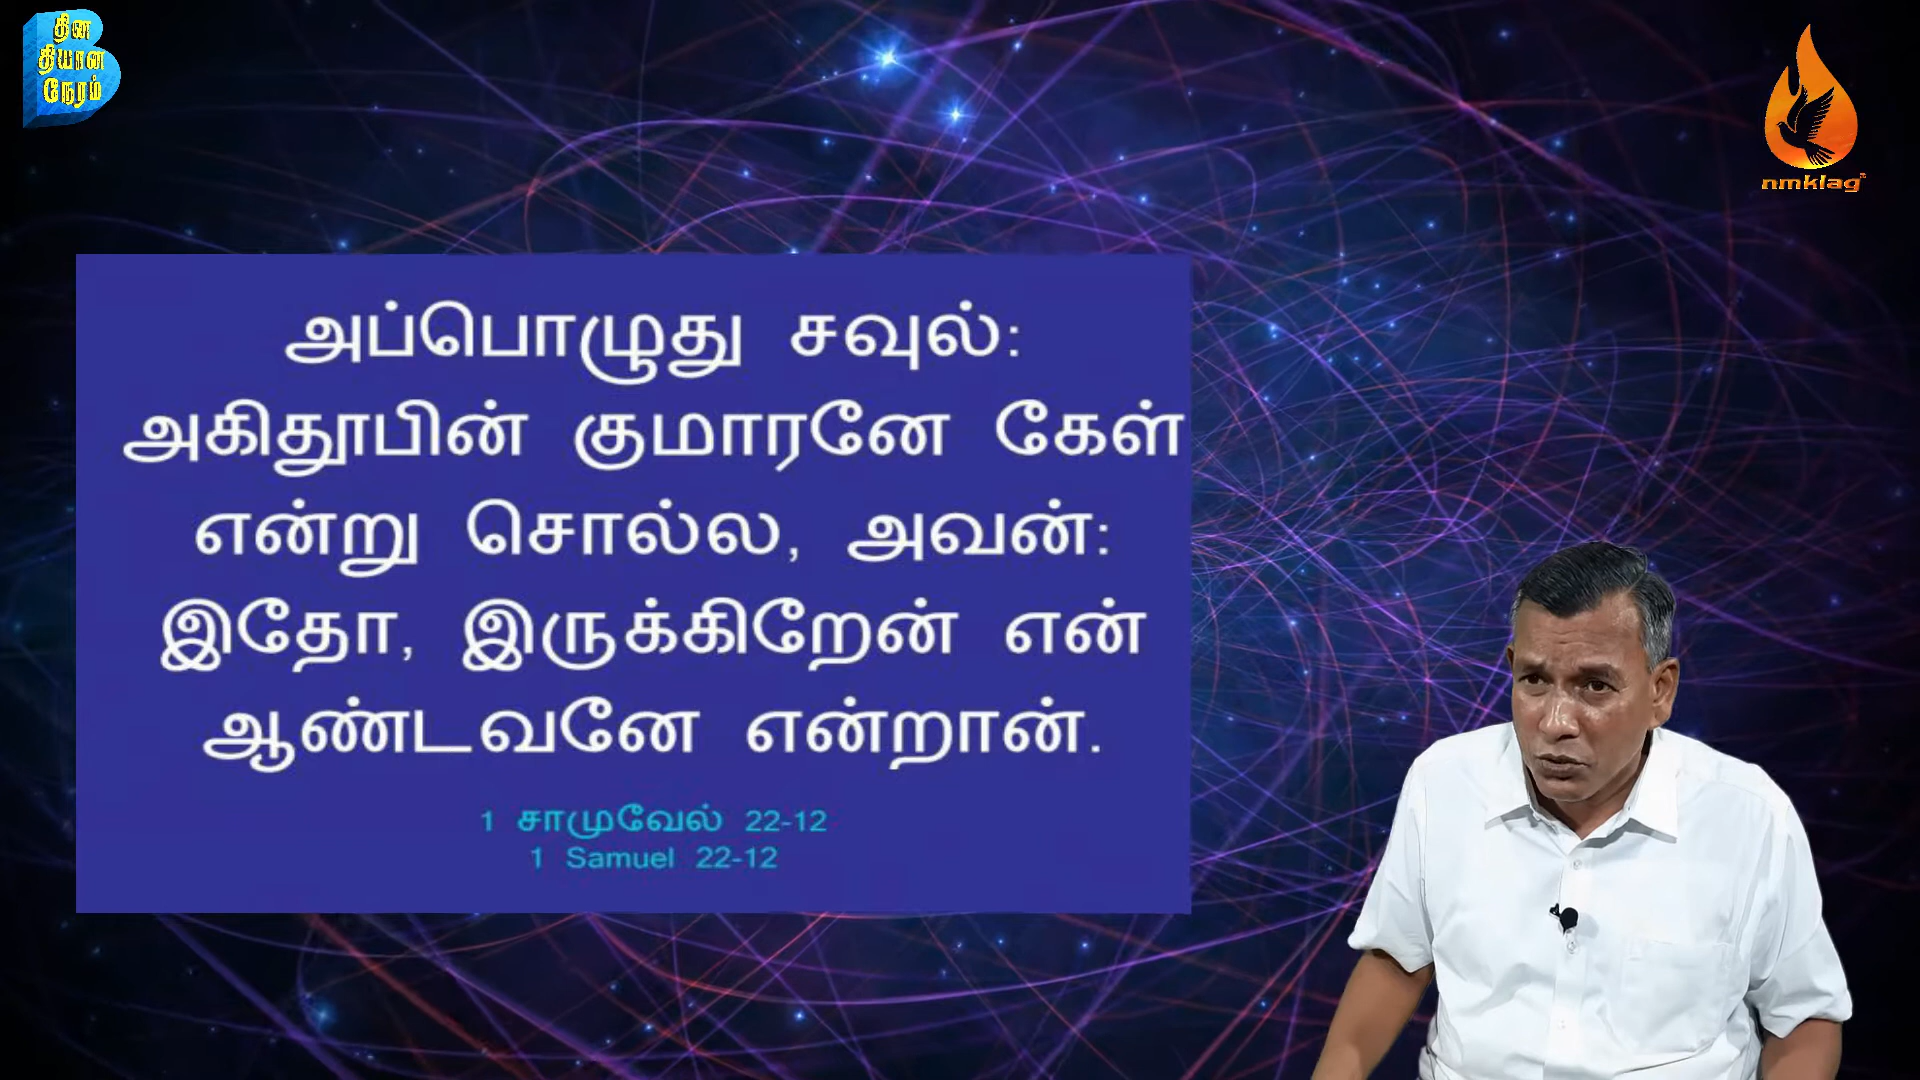 தின
தியான
நேரம்
nmklag
அப்பொழுது சவுல்:
அகிதூபின் குமாரனே கேள்
என்று சொல்ல, அவன்:
இதோ, இருக்கிறேன் என்
ஆண்டவனே என்றான்.
1 சாமுவேல் 22-12
1 Samuel 22-12